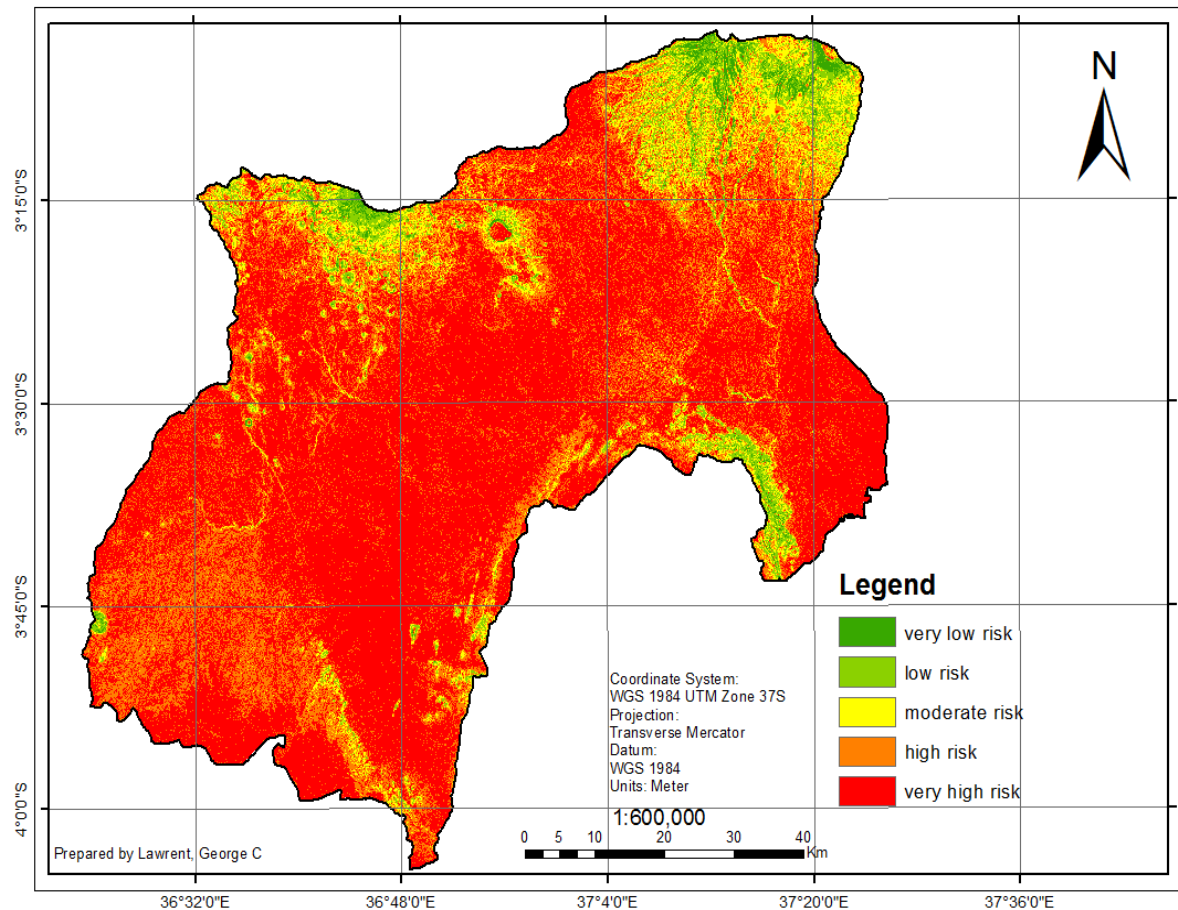 N
3°15'0"S
3°30'0"S
3°45'0"S
4°0'0"S
Legend
very low risk
low risk
moderate risk
high risk
very high risk
Coordinate System:
WGS 1984 UTM Zone 37S
Projection:
Transverse Mercator
Datum:
WGS 1984
Units: Meter
1:600,000
0 5 10 20 30 40
Km
Prepared by Lawrent, George C
36°32'0"E 36°48'0"E 37°4'0"E 37°20'0"E 37°36'0"E